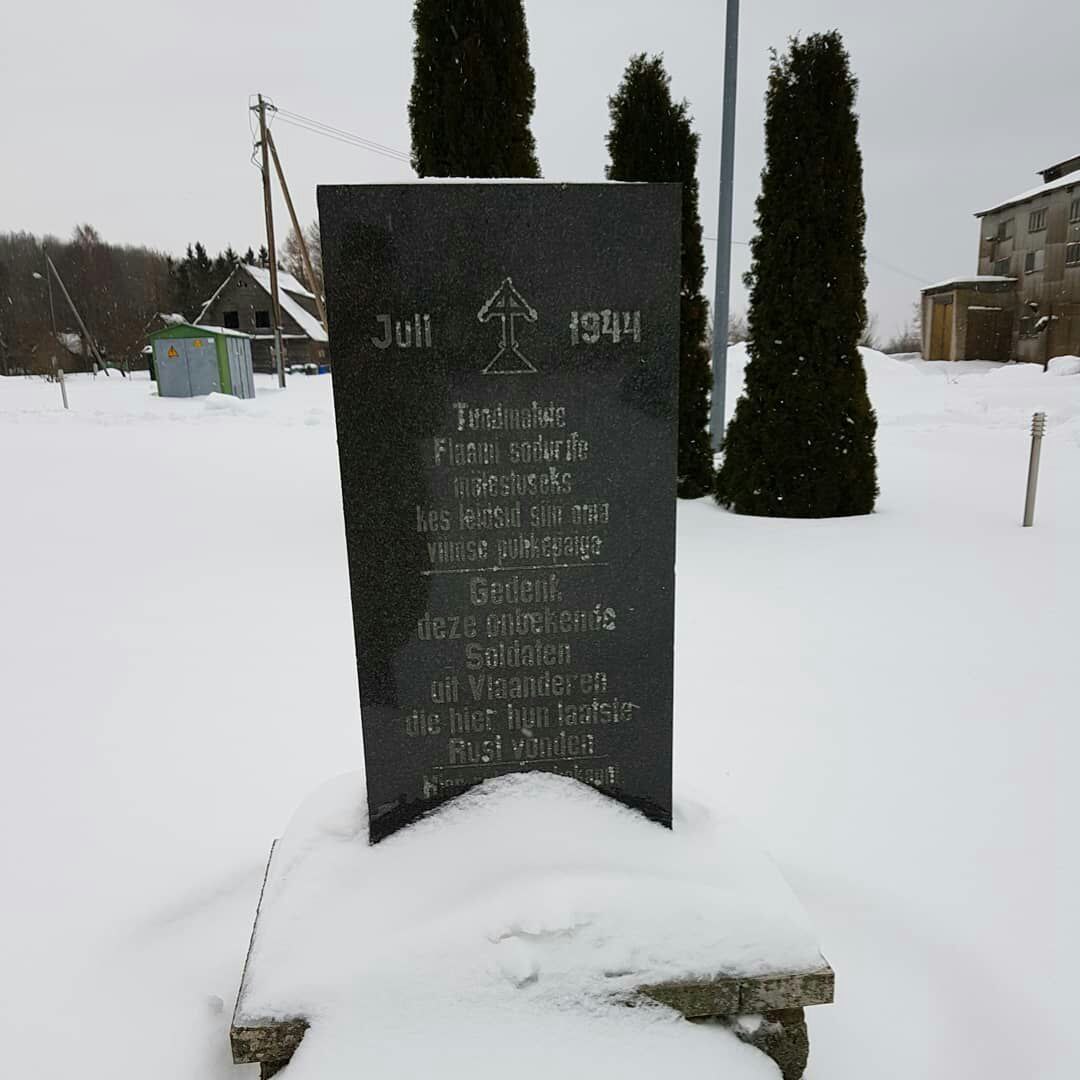 Juli 1944
Tundmatute
Flaami sõdurite
mälestuseks
kes leidsid siin oma
viimse puhkepaiga
Gedenk
deze onbekende
Soldaten
uit Vlaanderen
die hier hun laatste
Rust vonden